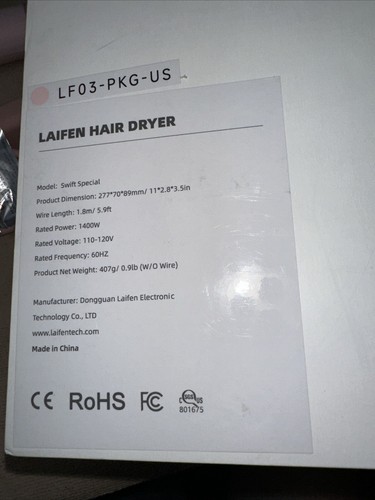 LF03-PKG-US
LAIFEN HAIR DRYER
Model: Swift Special
Product Dimension: 277*70*89mm/ 11*2.8*3.5in
Wire Length: 1.8m/ 5.9ft
Rated Power: 1400W
Rated Voltage: 110-120V
Rated Frequency: 60HZ
Product Net Weight: 407g/ 0.9lb (W/O Wire)
Manufacturer: Dongguan Laifen Electronic
Technology Co., LTD
www.laifentech.com
Made in China
CE RoHS FC C SGS US
801675